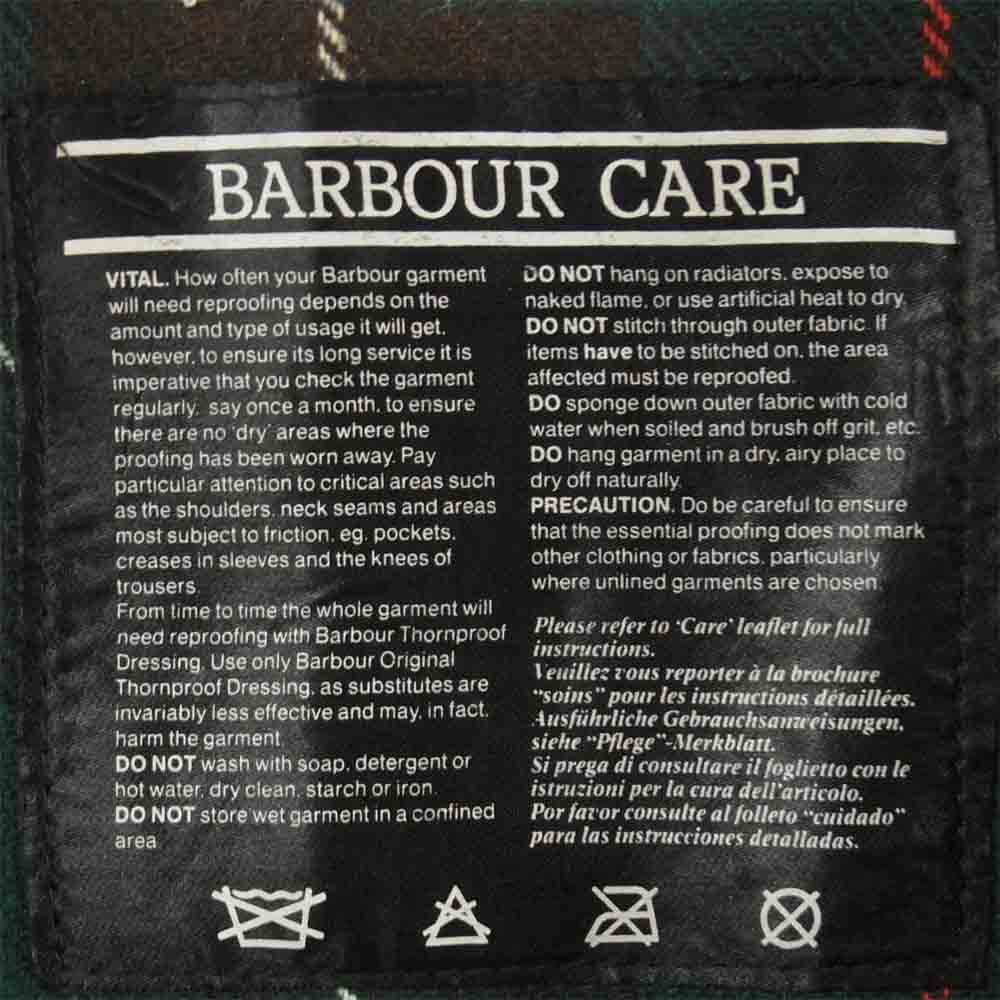 BARBOUR CARE
VITAL. How often your Barbour garment
will need reproofing depends on the
amount and type of usage it will get,
however, to ensure its long service it is
imperative that you check the garment
regularly, say once a month, to ensure
there are no 'dry' areas where the
proofing has been worn away. Pay
particular attention to critical areas such
as the shoulders, neck seams and areas
most subject to friction, eg. pockets,
creases in sleeves and the knees of
trousers.
From time to time the whole garment will
need reproofing with Barbour Thornproof
Dressing. Use only Barbour Original
Thornproof Dressing, as substitutes are
invariably less effective and may, in fact,
harm the garment.
DO NOT wash with soap, detergent or
hot water, dry clean, starch or iron.
DO NOT store wet garment in a confined
area
DO NOT hang on radiators, expose to
naked flame, or use artificial heat to dry.
DO NOT stitch through outer fabric. If
items have to be stitched on, the area
affected must be reproofed.
DO sponge down outer fabric with cold
water when soiled and brush off grit, etc.
DO hang garment in a dry, airy place to
dry off naturally.
PRECAUTION. Do be careful to ensure
that the essential proofing does not mark
other clothing or fabrics, particularly
where unlined garments are chosen.
Please refer to 'Care' leaflet for full
instructions.
Veuillez vous reporter à la brochure
"soins" pour les instructions détaillées.
Ausführliche Gebrauchsanweisungen,
siehe "Pflege"-Merkblatt.
Si prega di consultare il foglietto con le
istruzioni per la cura dell'articolo.
Por favor consulte al folleto "cuidado"
para las instrucciones detalladas.